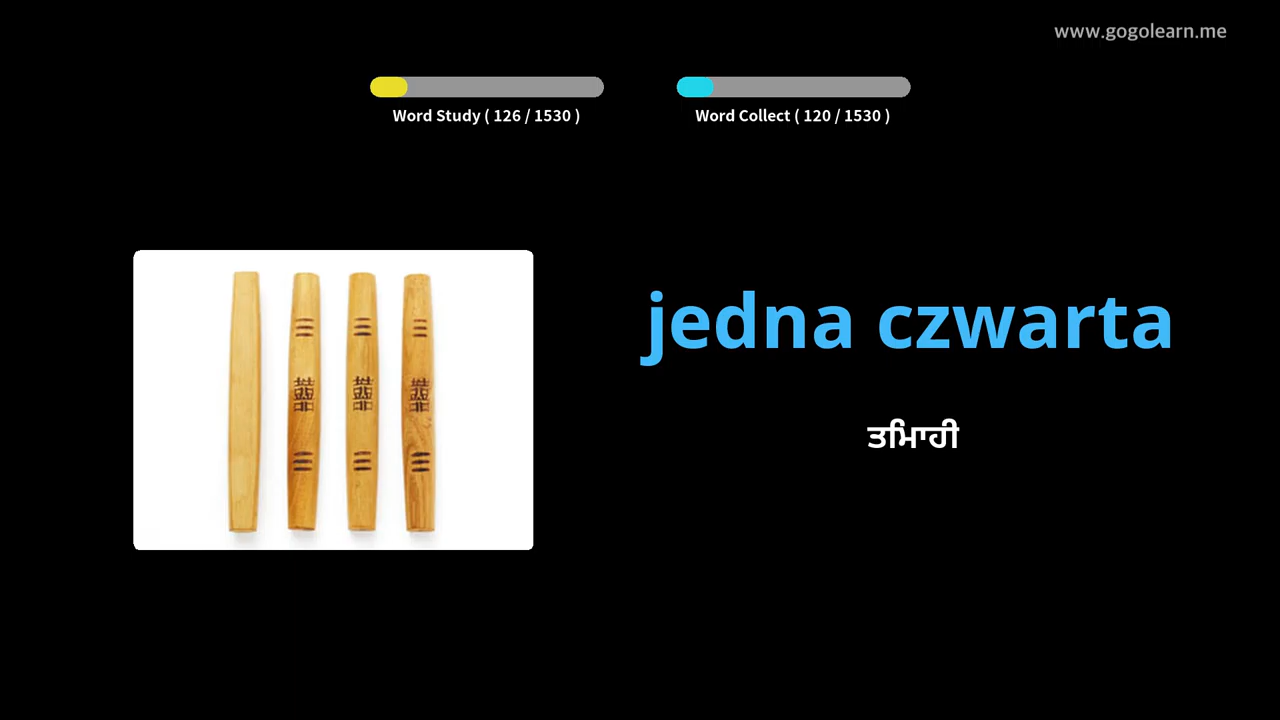 www.gogolearn.me
Word Study ( 126 / 1530 )
Word Collect ( 120 / 1530 )
jedna czwarta
ਤਿਮਾਹੀ